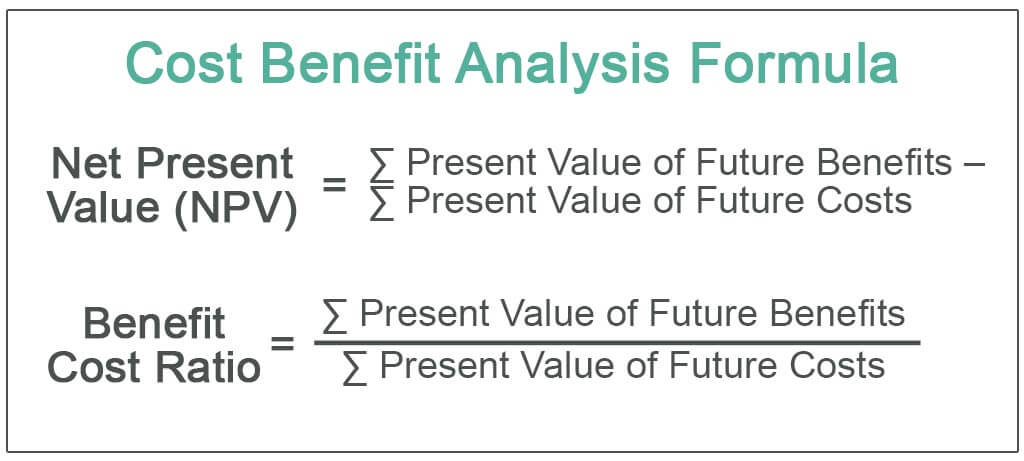 Cost Benefit Analysis Formula
Net Present
Value (NPV)
=
∑ Present Value of Future Benefits –
∑ Present Value of Future Costs
Benefit
Cost Ratio
=
∑ Present Value of Future Benefits
∑ Present Value of Future Costs